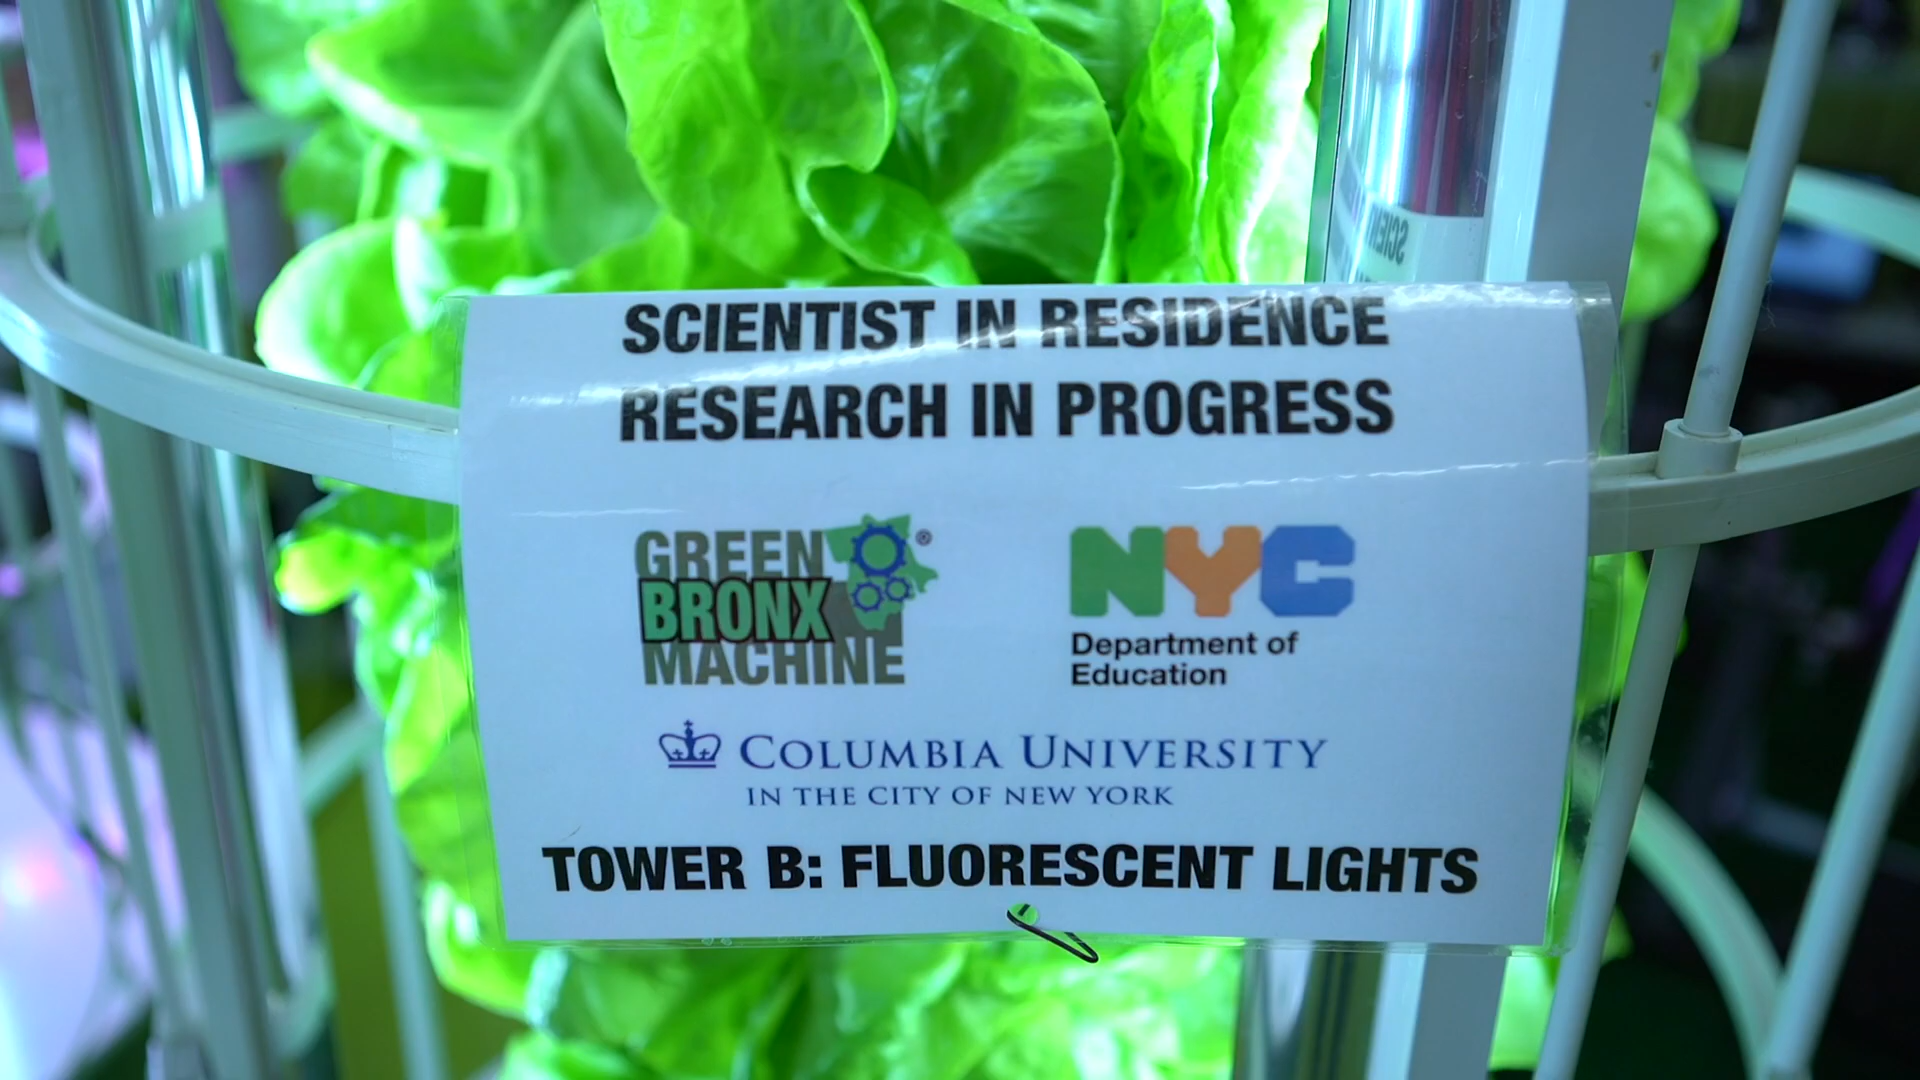 SCIENTIST IN RESIDENCE
RESEARCH IN PROGRESS
GREEN
BRONX
MACHINE
®
NYC
Department of
Education
COLUMBIA UNIVERSITY
IN THE CITY OF NEW YORK
TOWER B: FLUORESCENT LIGHTS